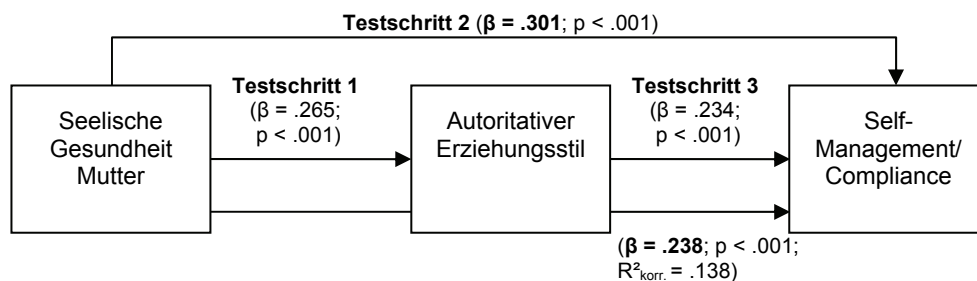 Testschritt 2 (β = .301; p < .001)
Testschritt 1
(β = .265;
p < .001)
Testschritt 3
(β = .234;
p < .001)
Seelische
Gesundheit
Mutter
Autoritativer
Erziehungsstil
Self-
Management/
Compliance
(β = .238; p < .001;
R²korr. = .138)